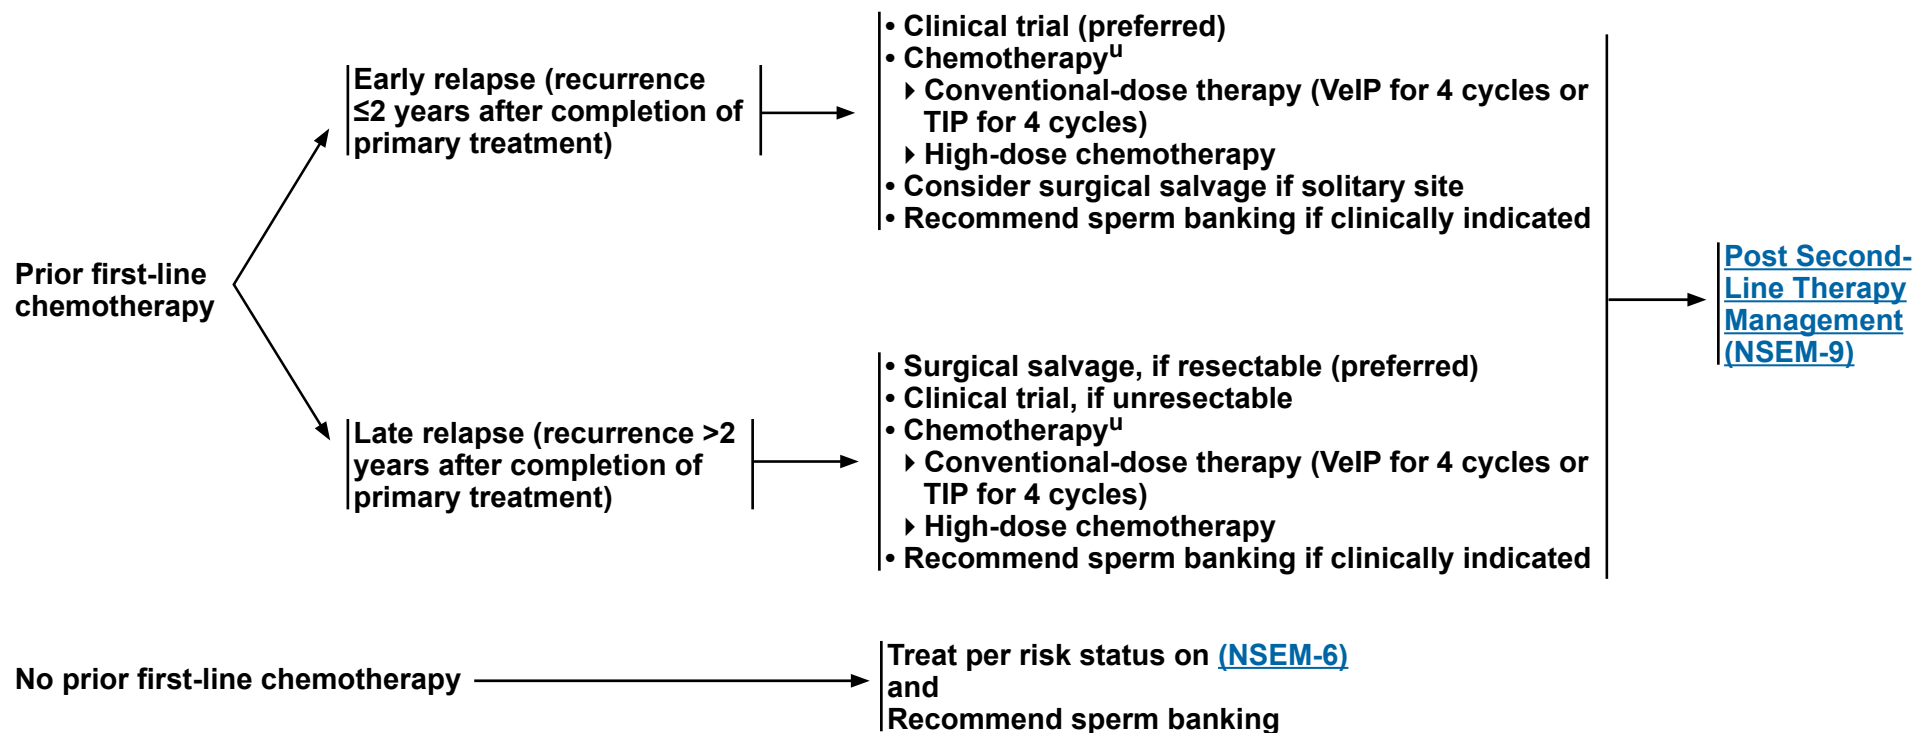 Prior first-line
chemotherapy
Early relapse (recurrence
≤2 years after completion of
primary treatment)
• Clinical trial (preferred)
• Chemotherapyᵘ
‣ Conventional-dose therapy (VeIP for 4 cycles or
TIP for 4 cycles)
‣ High-dose chemotherapy
• Consider surgical salvage if solitary site
• Recommend sperm banking if clinically indicated
Late relapse (recurrence >2
years after completion of
primary treatment)
• Surgical salvage, if resectable (preferred)
• Clinical trial, if unresectable
• Chemotherapyᵘ
‣ Conventional-dose therapy (VeIP for 4 cycles or
TIP for 4 cycles)
‣ High-dose chemotherapy
• Recommend sperm banking if clinically indicated
Post Second-
Line Therapy
Management
(NSEM-9)
No prior first-line chemotherapy
Treat per risk status on (NSEM-6)
and
Recommend sperm banking